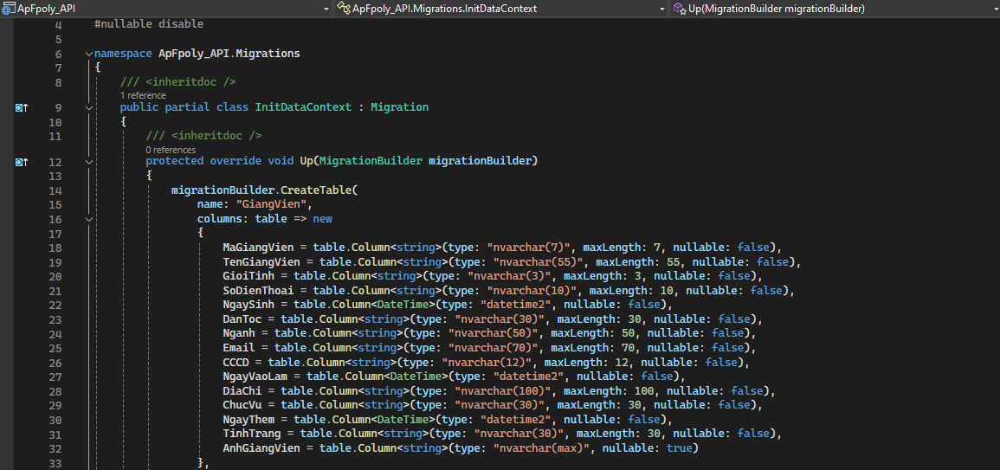 ApFpoly_API ApFpoly_API.Migrations.InitDataContext Up(MigrationBuilder migrationBuilder)
4 #nullable disable
5
6 namespace ApFpoly_API.Migrations
7 {
8 /// <inheritdoc />
1 reference
9 public partial class InitDataContext : Migration
10 {
11 /// <inheritdoc />
0 references
12 protected override void Up(MigrationBuilder migrationBuilder)
13 {
14 migrationBuilder.CreateTable(
15 name: "GiangVien",
16 columns: table => new
17 {
18 MaGiangVien = table.Column<string>(type: "nvarchar(7)", maxLength: 7, nullable: false),
19 TenGiangVien = table.Column<string>(type: "nvarchar(55)", maxLength: 55, nullable: false),
20 GioiTinh = table.Column<string>(type: "nvarchar(3)", maxLength: 3, nullable: false),
21 SoDienThoai = table.Column<string>(type: "nvarchar(10)", maxLength: 10, nullable: false),
22 NgaySinh = table.Column<DateTime>(type: "datetime2", nullable: false),
23 DanToc = table.Column<string>(type: "nvarchar(30)", maxLength: 30, nullable: false),
24 Nganh = table.Column<string>(type: "nvarchar(50)", maxLength: 50, nullable: false),
25 Email = table.Column<string>(type: "nvarchar(70)", maxLength: 70, nullable: false),
26 CCCD = table.Column<string>(type: "nvarchar(12)", maxLength: 12, nullable: false),
27 NgayVaoLam = table.Column<DateTime>(type: "datetime2", nullable: false),
28 DiaChi = table.Column<string>(type: "nvarchar(100)", maxLength: 100, nullable: false),
29 ChucVu = table.Column<string>(type: "nvarchar(30)", maxLength: 30, nullable: false),
30 NgayThem = table.Column<DateTime>(type: "datetime2", nullable: false),
31 TinhTrang = table.Column<string>(type: "nvarchar(30)", maxLength: 30, nullable: false),
32 AnhGiangVien = table.Column<string>(type: "nvarchar(max)", nullable: true)
33 },